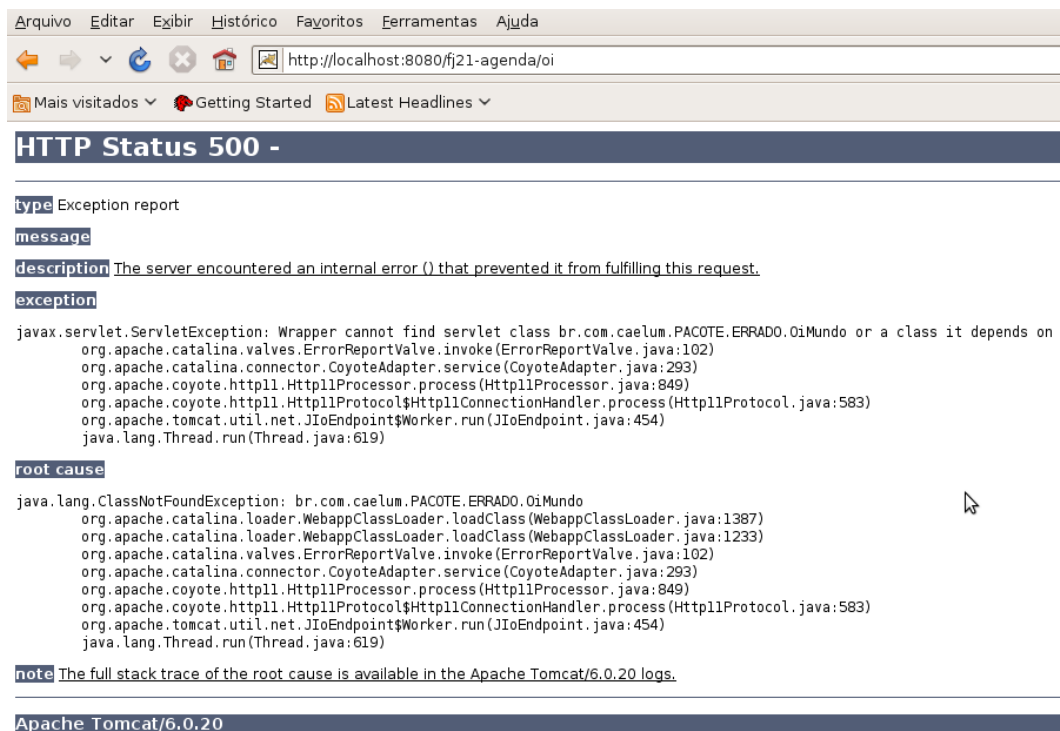 Arquivo Editar Exibir Histórico Favoritos Ferramentas Ajuda
http://localhost:8080/fj21-agenda/oi
Mais visitados Getting Started Latest Headlines
HTTP Status 500 -
type Exception report
message
description The server encountered an internal error () that prevented it from fulfilling this request.
exception
javax.servlet.ServletException: Wrapper cannot find servlet class br.com.caelum.PACOTE.ERRADO.OiMundo or a class it depends on
org.apache.catalina.valves.ErrorReportValve.invoke(ErrorReportValve.java:102)
org.apache.catalina.connector.CoyoteAdapter.service(CoyoteAdapter.java:293)
org.apache.coyote.http11.Http11Processor.process(Http11Processor.java:849)
org.apache.coyote.http11.Http11Protocol$Http11ConnectionHandler.process(Http11Protocol.java:583)
org.apache.tomcat.util.net.JIoEndpoint$Worker.run(JIoEndpoint.java:454)
java.lang.Thread.run(Thread.java:619)
root cause
java.lang.ClassNotFoundException: br.com.caelum.PACOTE.ERRADO.OiMundo
org.apache.catalina.loader.WebappClassLoader.loadClass(WebappClassLoader.java:1387)
org.apache.catalina.loader.WebappClassLoader.loadClass(WebappClassLoader.java:1233)
org.apache.catalina.valves.ErrorReportValve.invoke(ErrorReportValve.java:102)
org.apache.catalina.connector.CoyoteAdapter.service(CoyoteAdapter.java:293)
org.apache.coyote.http11.Http11Processor.process(Http11Processor.java:849)
org.apache.coyote.http11.Http11Protocol$Http11ConnectionHandler.process(Http11Protocol.java:583)
org.apache.tomcat.util.net.JIoEndpoint$Worker.run(JIoEndpoint.java:454)
java.lang.Thread.run(Thread.java:619)
note The full stack trace of the root cause is available in the Apache Tomcat/6.0.20 logs.
Apache Tomcat/6.0.20